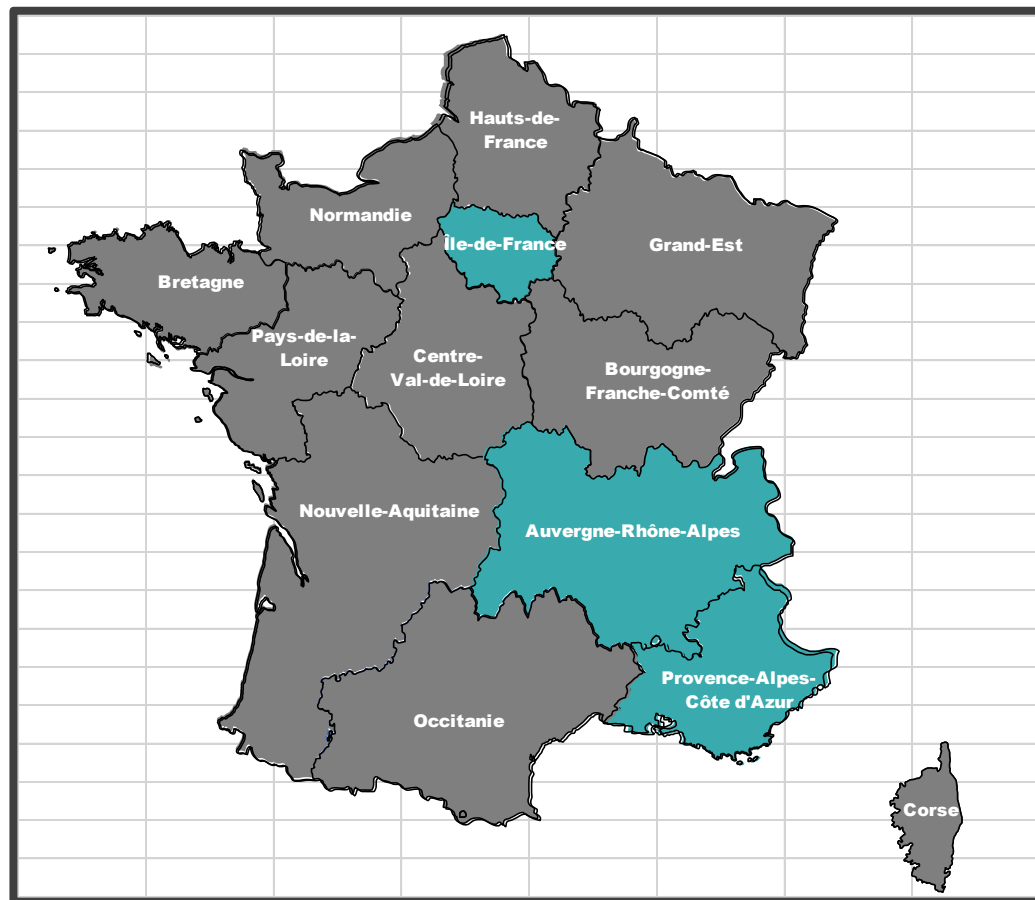 Hauts-de-
France
Normandie
Île-de-France
Grand-Est
Bretagne
Pays-de-la-
Loire
Centre-
Val-de-Loire
Bourgogne-
Franche-Comté
Nouvelle-Aquitaine
Auvergne-Rhône-Alpes
Provence-Alpes-
Côte d'Azur
Occitanie
Corse